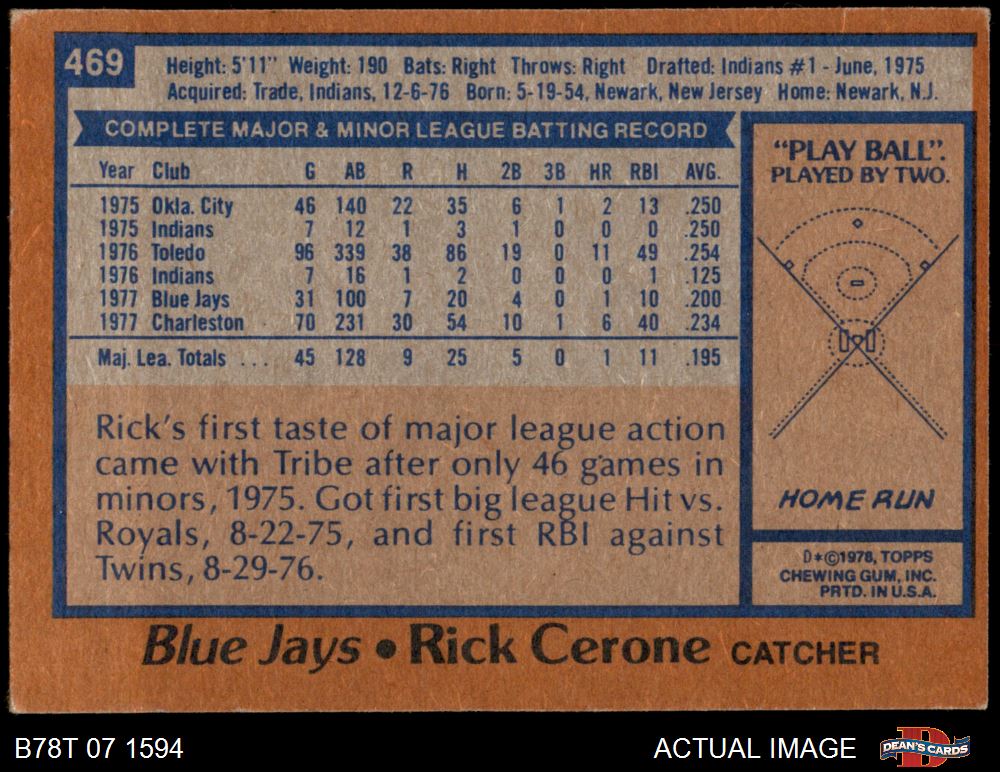 469
Height: 5'11" Weight: 190 Bats: Right Throws: Right Drafted: Indians #1 - June, 1975
Acquired: Trade, Indians, 12-6-76 Born: 5-19-54, Newark, New Jersey Home: Newark, N.J.
COMPLETE MAJOR & MINOR LEAGUE BATTING RECORD
Year Club G AB R H 2B 3B HR RBI AVG.
1975 Okla. City 46 140 22 35 6 1 2 13 .250
1975 Indians 7 12 1 3 1 0 0 0 .250
1976 Toledo 96 339 38 86 19 0 11 49 .254
1976 Indians 7 16 1 2 0 0 0 1 .125
1977 Blue Jays 31 100 7 20 4 0 1 10 .200
1977 Charleston 70 231 30 54 10 1 6 40 .234
Maj. Lea. Totals ... 45 128 9 25 5 0 1 11 .195
Rick's first taste of major league action
came with Tribe after only 46 games in
minors, 1975. Got first big league Hit vs.
Royals, 8-22-75, and first RBI against
Twins, 8-29-76.
"PLAY BALL".
PLAYED BY TWO.
HOME RUN
D*©1978, TOPPS
CHEWING GUM, INC.
PRTD. IN U.S.A.
Blue Jays • Rick Cerone CATCHER
B78T 07 1594
ACTUAL IMAGE
D
DEAN'S CARDS